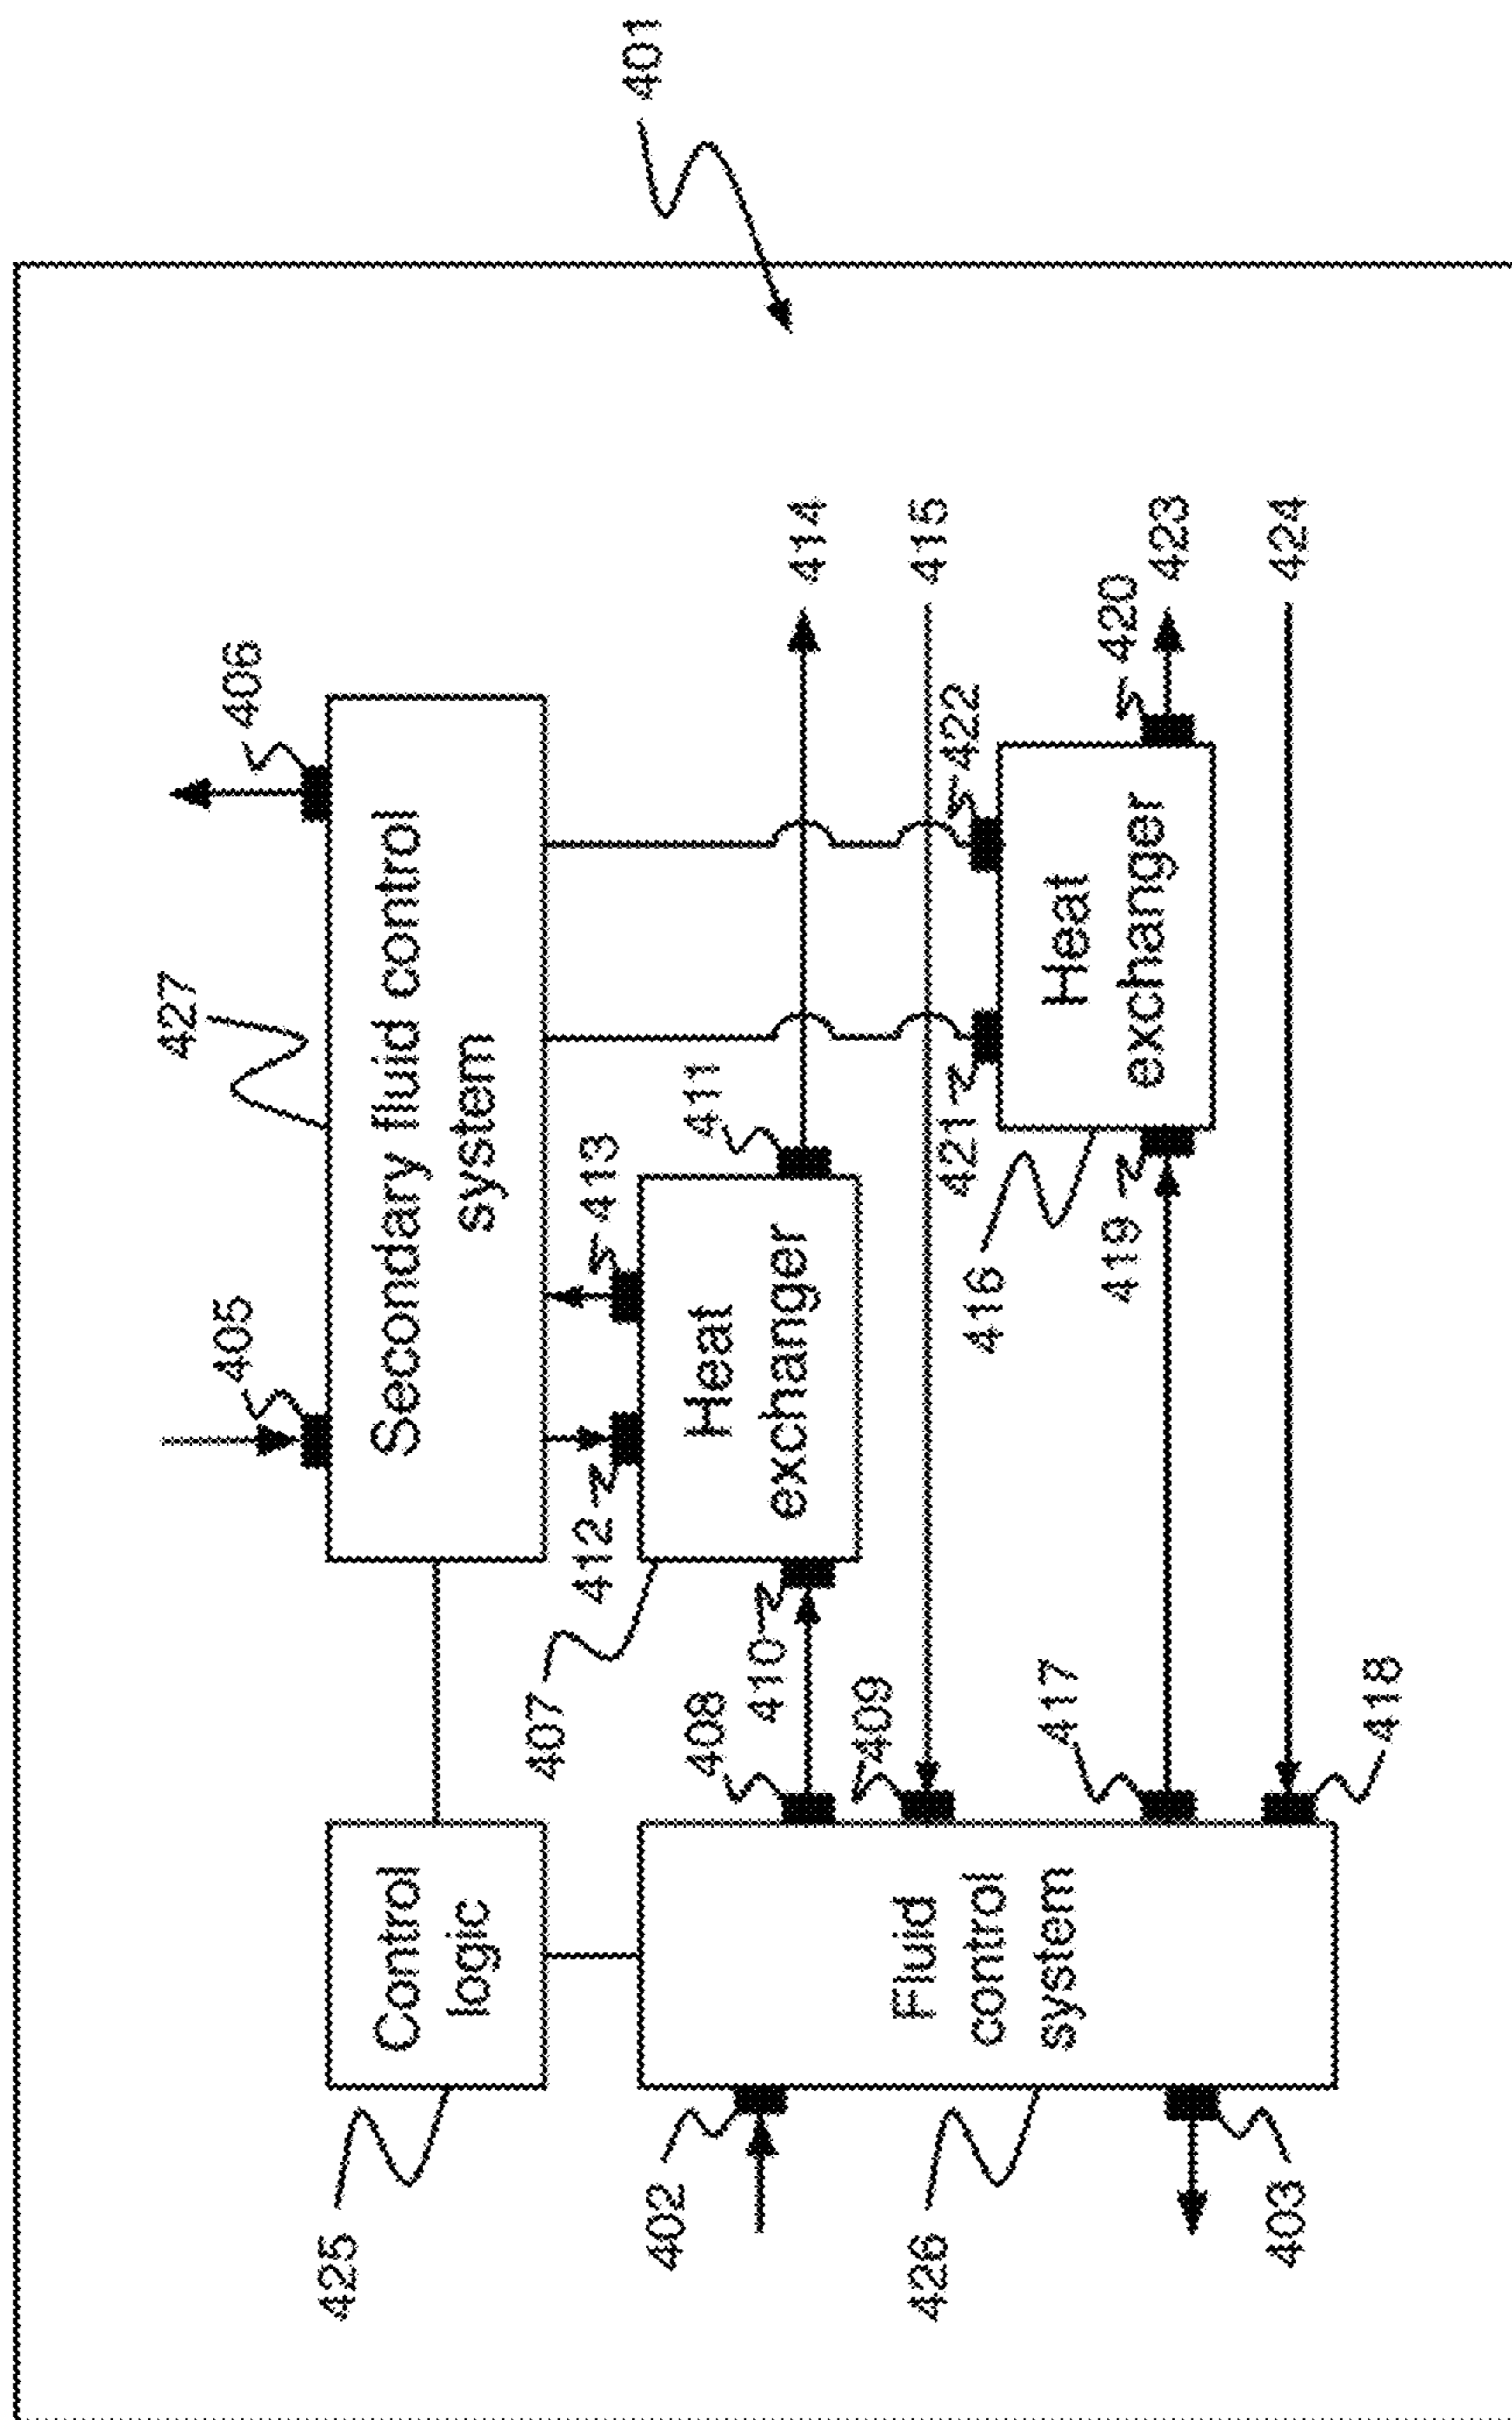 401
427
405
406
Secondary fluid control
system
425
Control
logic
407
412
413
411
414
Heat
exchanger
408
410
409
415
402
426
403
Fluid
control
system
417
418
416
419
421
422
420
423
424
Heat
exchanger